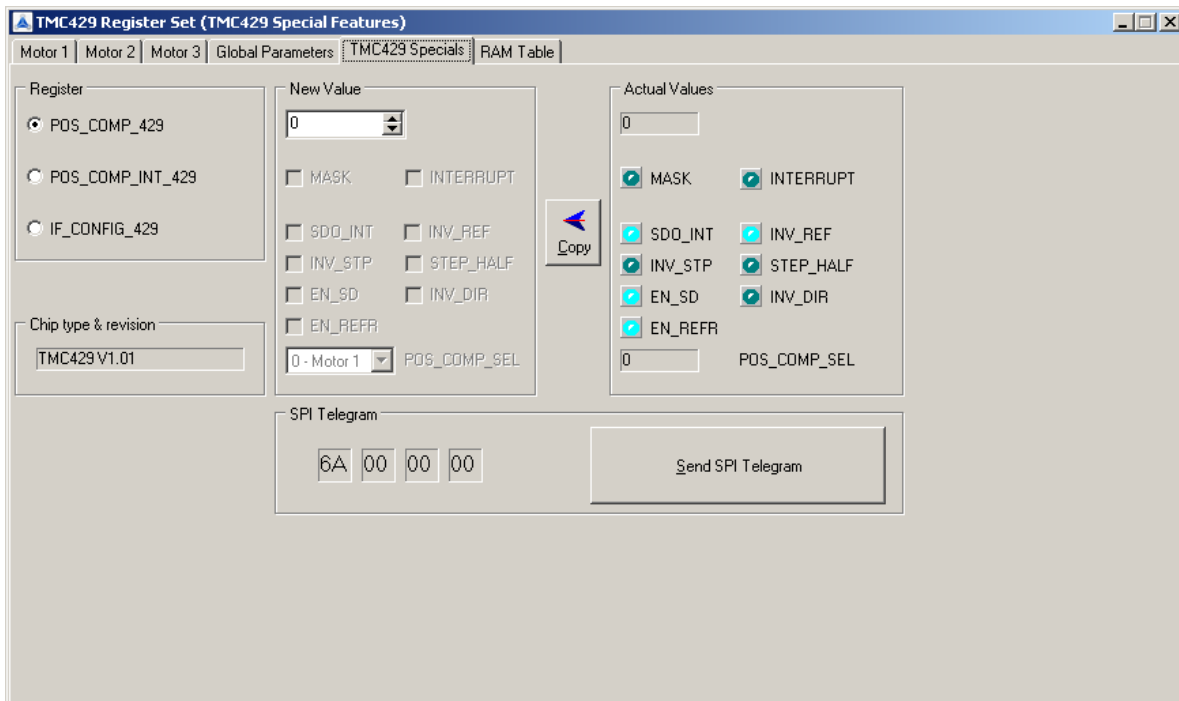 TMC429 Register Set (TMC429 Special Features)
Motor 1 Motor 2 Motor 3 Global Parameters TMC429 Specials RAM Table
Register
POS_COMP_429
POS_COMP_INT_429
IF_CONFIG_429
Chip type & revision
TMC429 V1.01
New Value
0
MASK INTERRUPT
SDO_INT INV_REF
INV_STP STEP_HALF
EN_SD INV_DIR
EN_REFR
0 - Motor 1 POS_COMP_SEL
Copy
Actual Values
0
MASK INTERRUPT
SDO_INT INV_REF
INV_STP STEP_HALF
EN_SD INV_DIR
EN_REFR
0 POS_COMP_SEL
SPI Telegram
6A 00 00 00
Send SPI Telegram